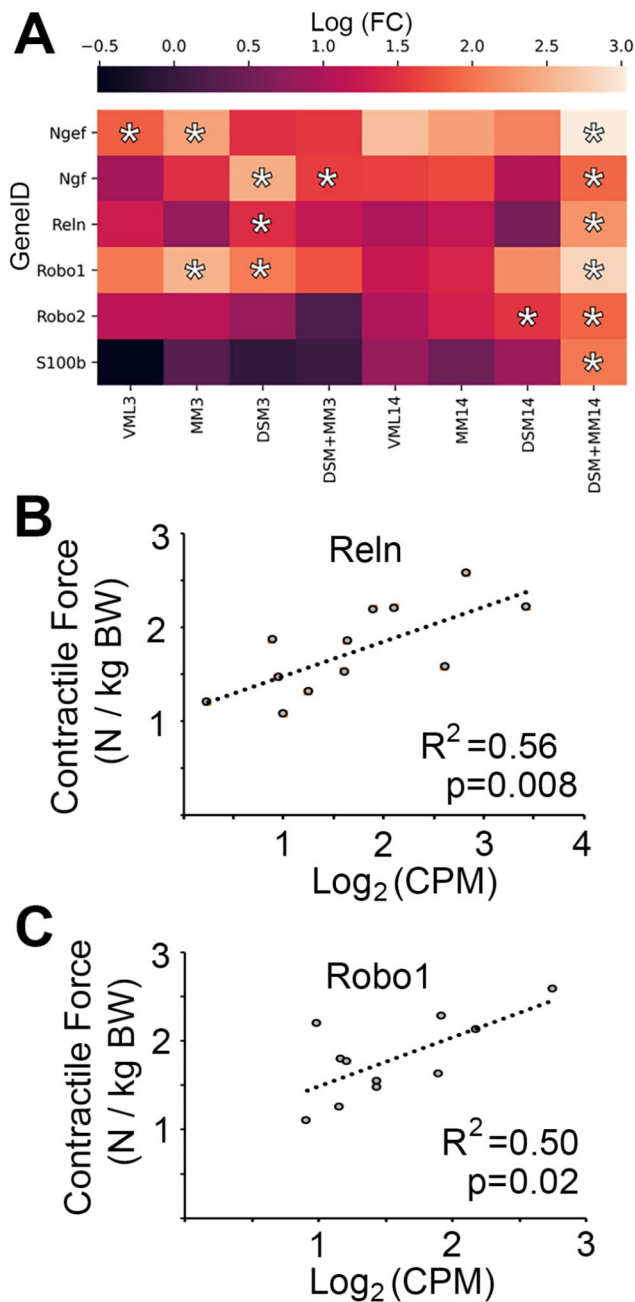 A
Log (FC)
−0.5 0.0 0.5 1.0 1.5 2.0 2.5 3.0
GeneID
Ngef
Ngf
Reln
Robo1
Robo2
S100b
VML3 MM3 DSM3 DSM+MM3 VML14 MM14 DSM14 DSM+MM14
B
Contractile Force
(N / kg BW)
3
2
1
Reln
R2 =0.56
p=0.008
1 2 3 4
Log2 (CPM)
C
Contractile Force
(N / kg BW)
3
2
1
Robo1
R2 =0.50
p=0.02
1 2 3
Log2 (CPM)